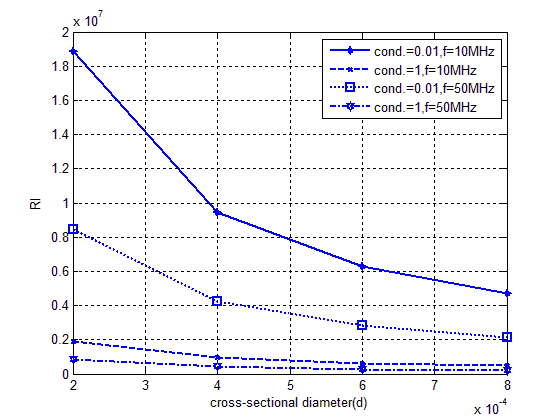 x 10^7
2
1.8
1.6
1.4
1.2
1
0.8
0.6
0.4
0.2
0
RI
cond.=0.01,f=10MHz
cond.=1,f=10MHz
cond.=0.01,f=50MHz
cond.=1,f=50MHz
2 3 4 5 6 7 8
cross-sectional diameter(d)
x 10^-4